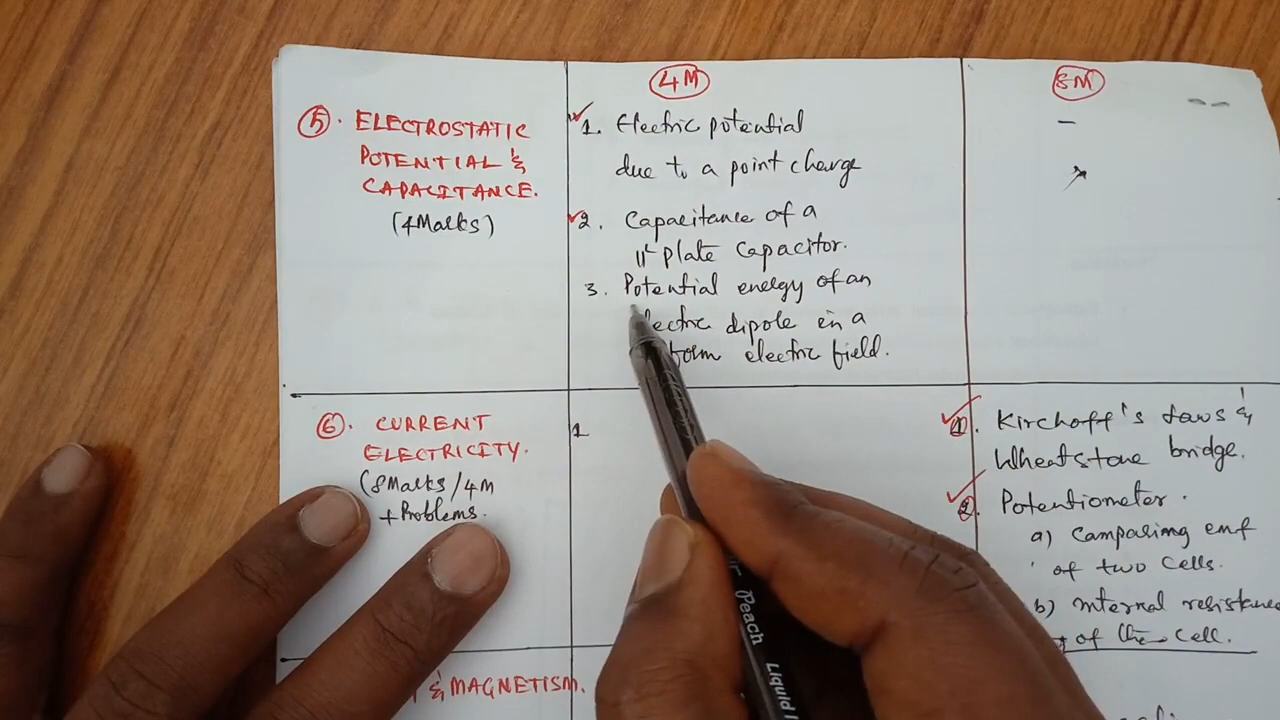 4M
8M
5. ELECTROSTATIC
POTENTIAL &
CAPACITANCE.
(4Marks)
1. Electric potential
due to a point charge
2. Capacitance of a
plate capacitor.
3. Potential energy of an
dipole in a
electric field.
-
6. CURRENT
ELECTRICITY.
(8Marks/4M
+Problems.
1
1. Kirchoff's laws &
Wheatstone bridge.
2. Potentiometer.
a) Comparing emf
of two cells.
b) internal resistance
of the cell.
& MAGNETISM.
Peach
Liquid